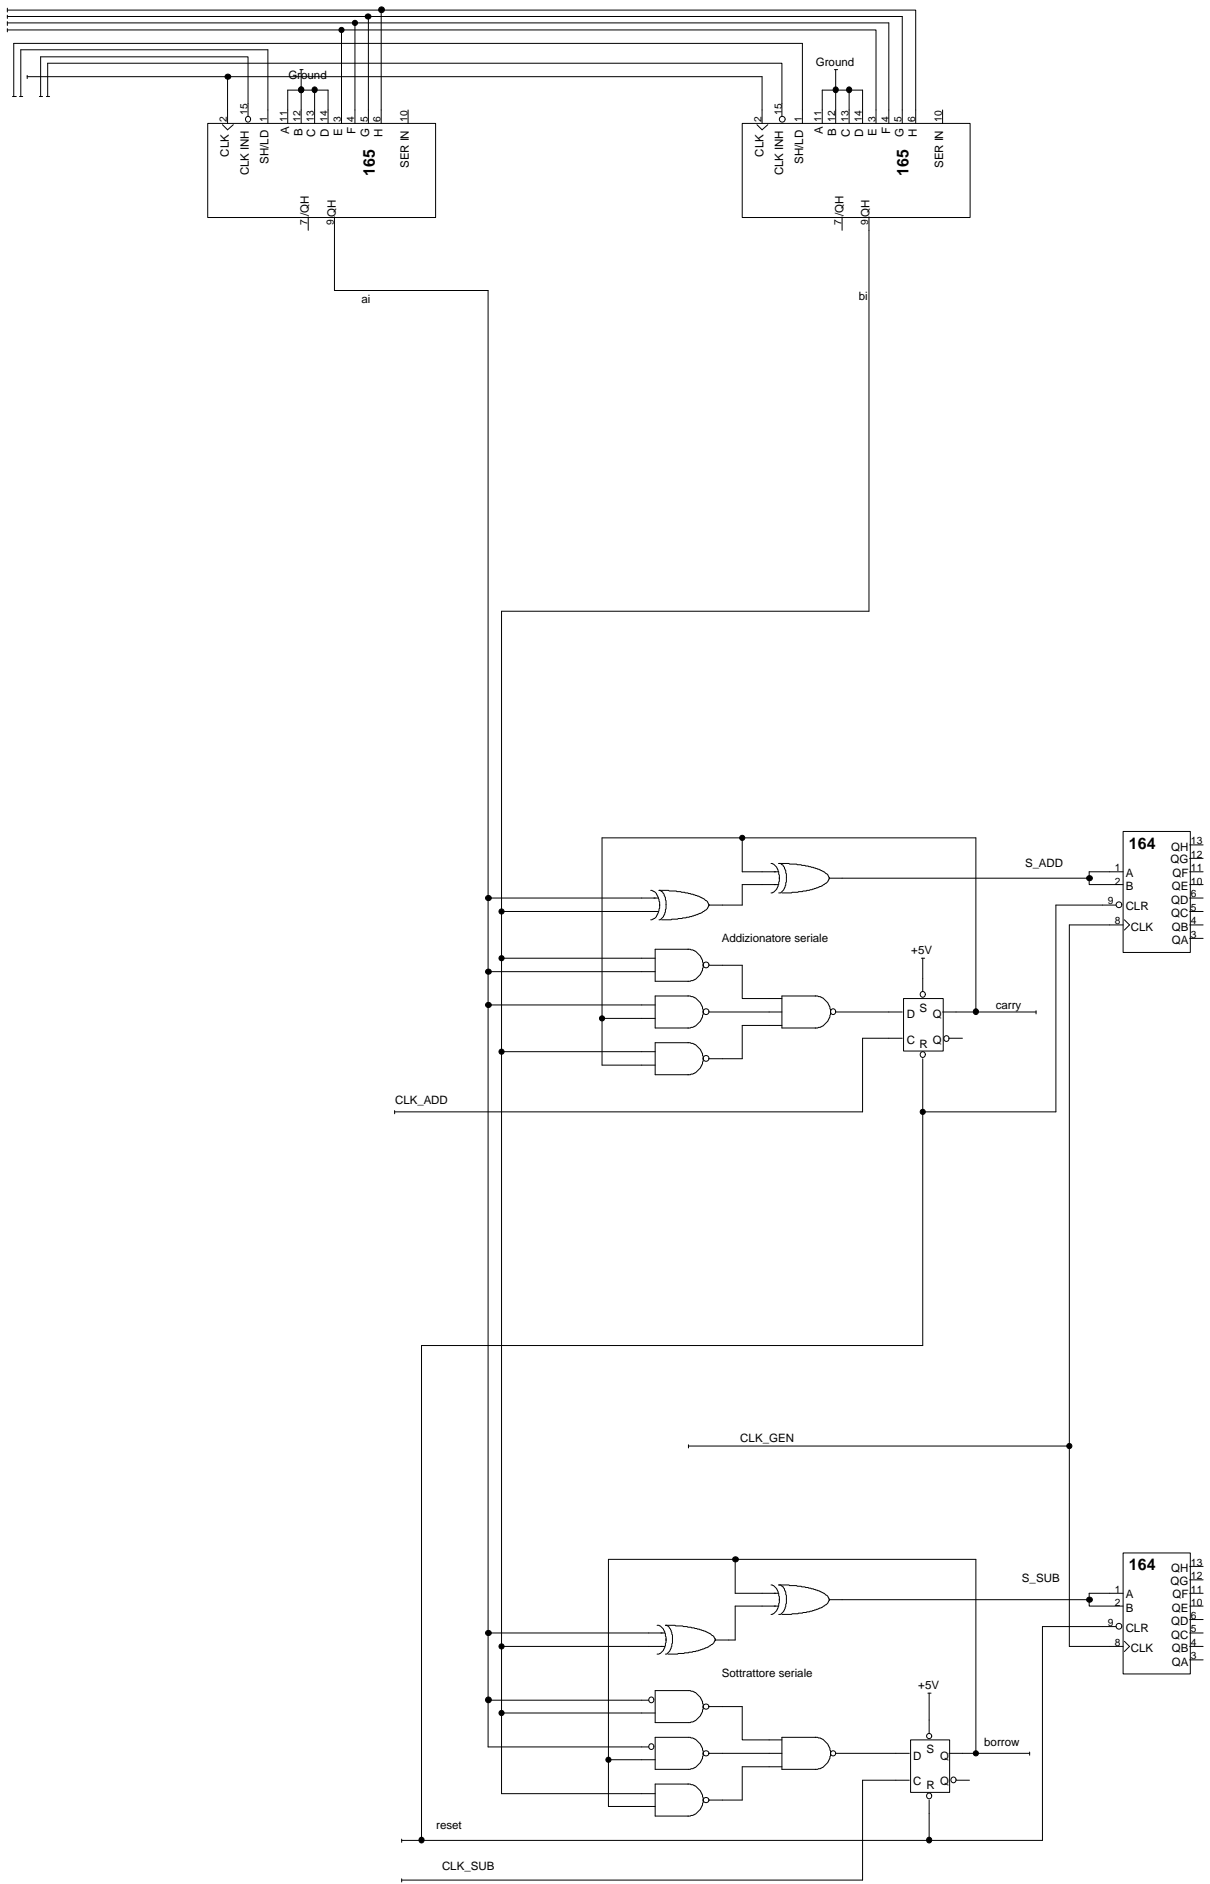 Ground
Ground
2 15 1 11 12 13 14 3 4 5 6 10
CLK CLK INH SH/LD A B C D E F G H SER IN
165
7 9
/QH QH
2 15 1 11 12 13 14 3 4 5 6 10
CLK CLK INH SH/LD A B C D E F G H SER IN
165
7 9
/QH QH
ai
bi
S_ADD
164
1 A
2 B
9 CLR
8 CLK
QH 13
QG 12
QF 11
QE 10
QD 6
QC 5
QB 4
QA 3
Addizionatore seriale
+5V
D S Q
C R Q
carry
CLK_ADD
CLK_GEN
S_SUB
164
1 A
2 B
9 CLR
8 CLK
QH 13
QG 12
QF 11
QE 10
QD 6
QC 5
QB 4
QA 3
Sottrattore seriale
+5V
D S Q
C R Q
borrow
reset
CLK_SUB